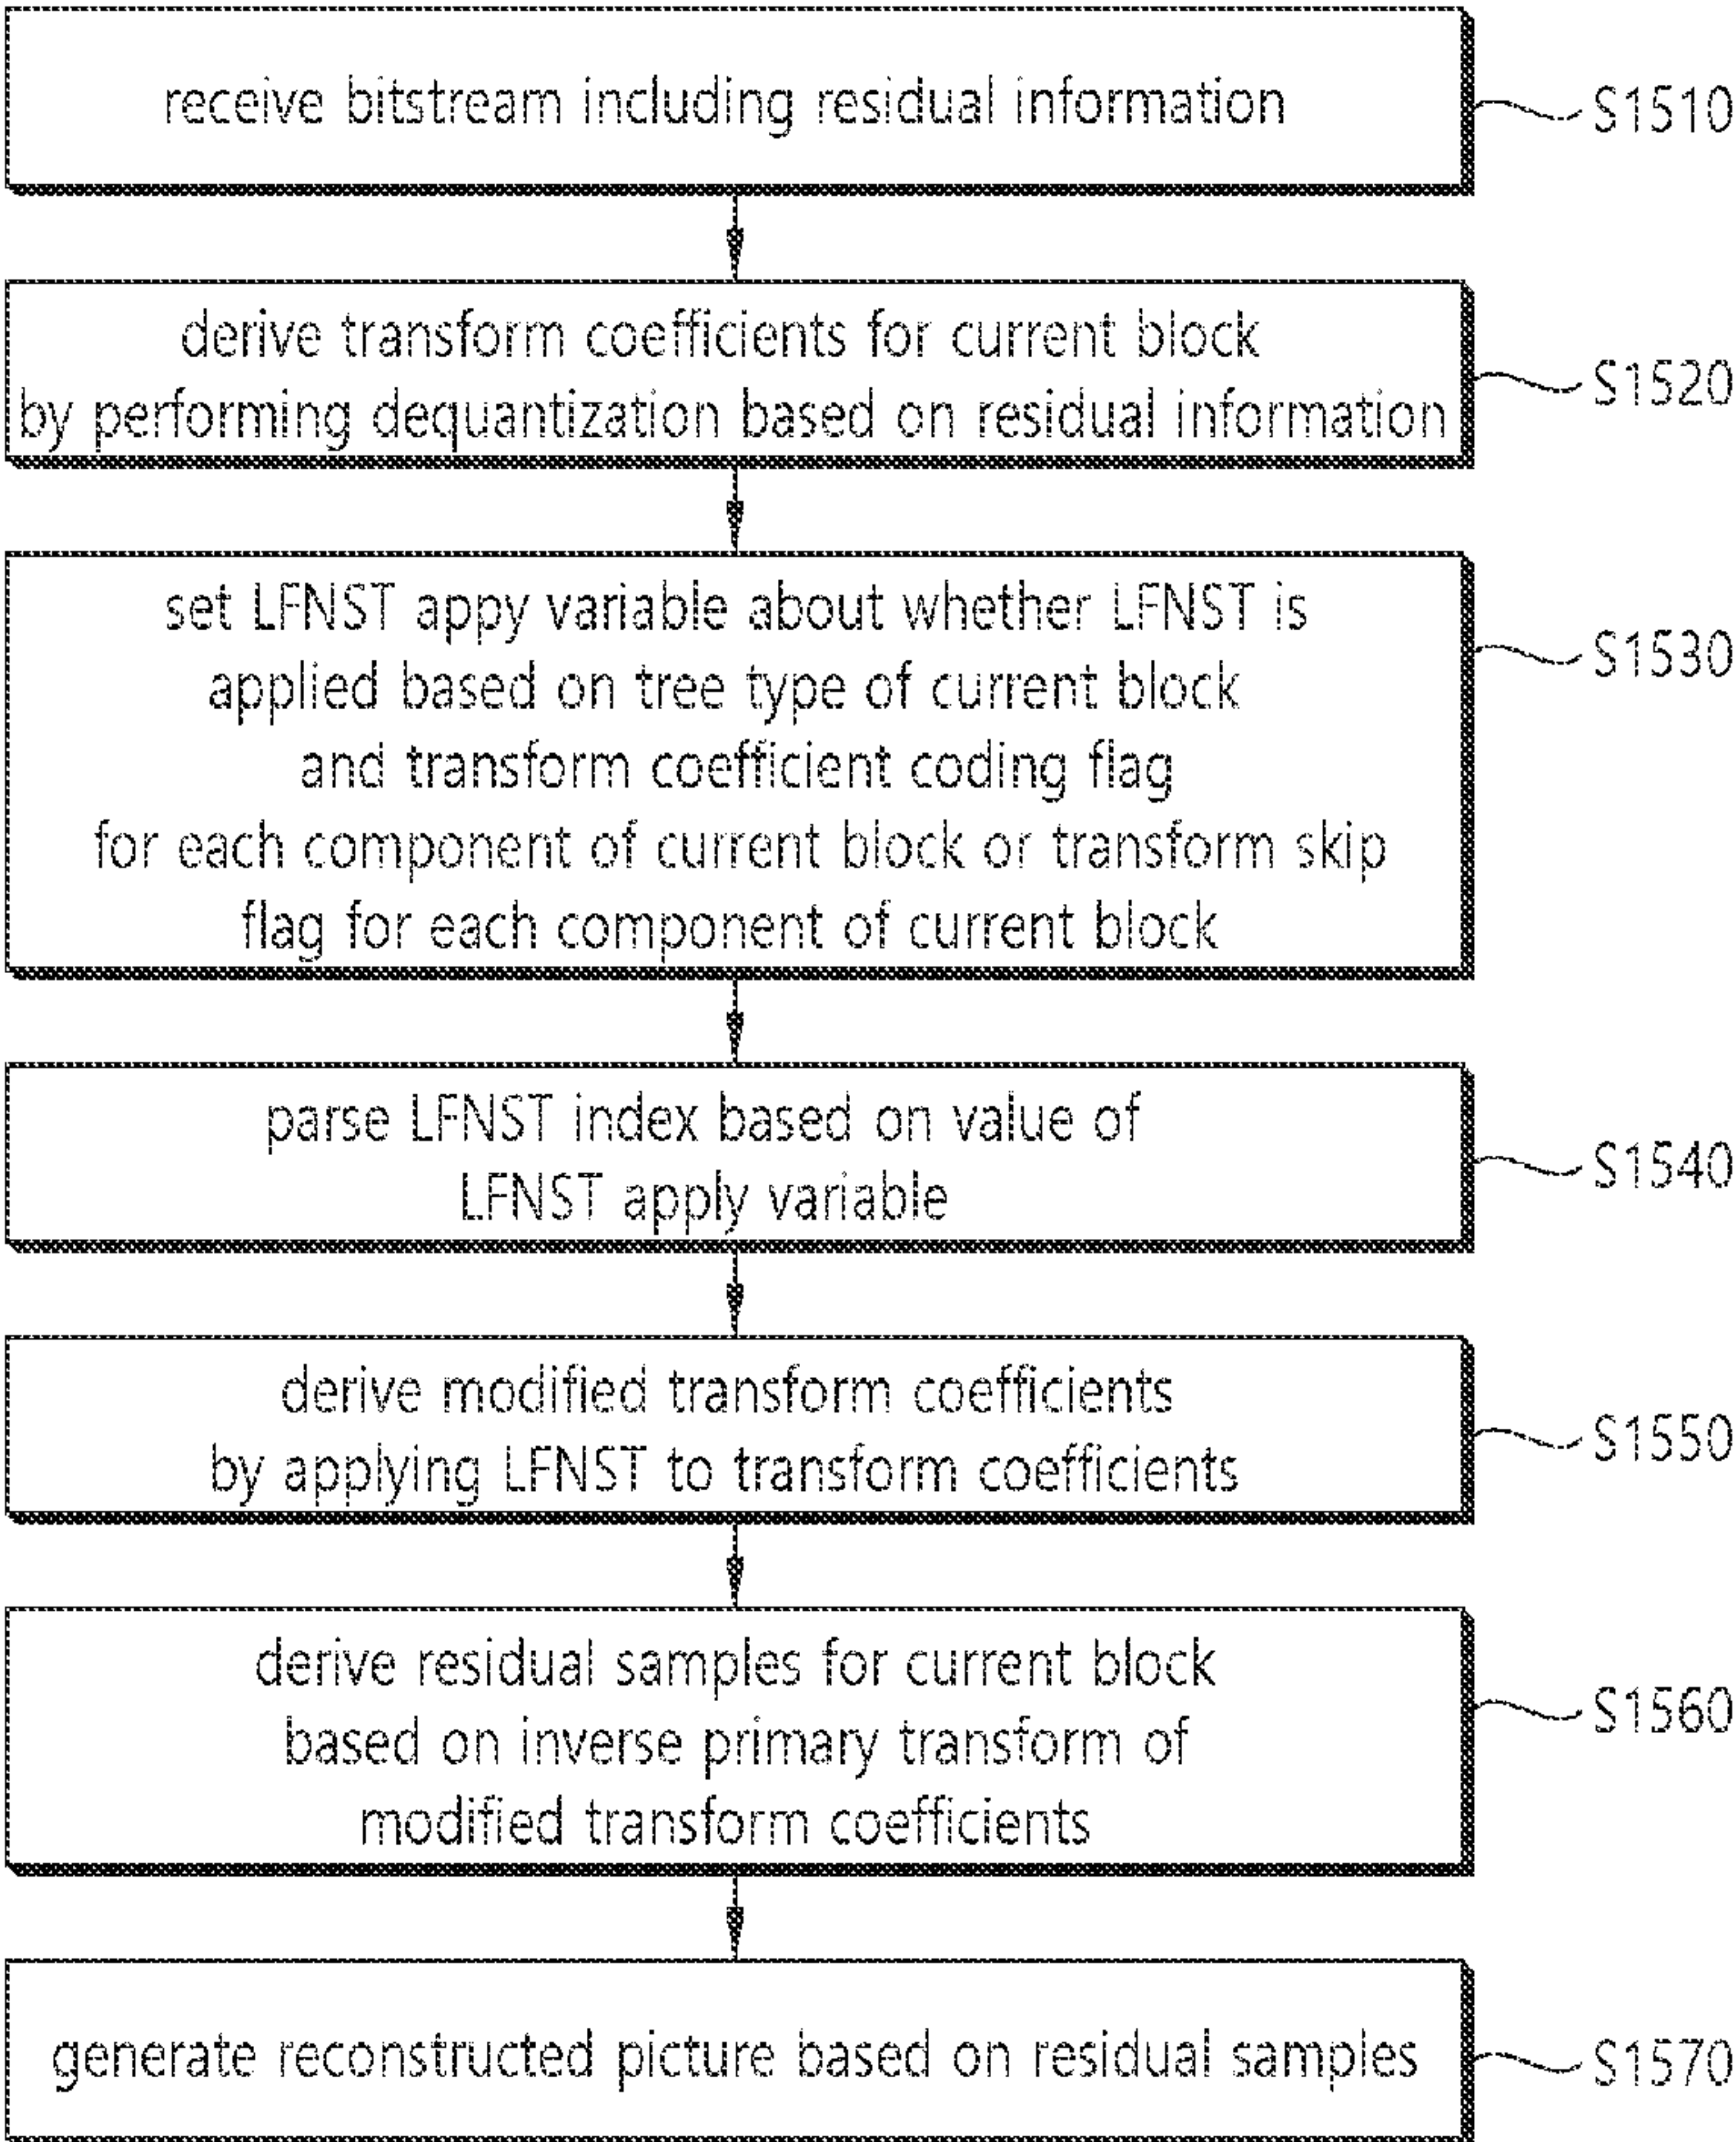 receive bitstream including residual information
S1510
derive transform coefficients for current block
by performing dequantization based on residual information
S1520
set LFNST appy variable about whether LFNST is
applied based on tree type of current block
and transform coefficient coding flag
for each component of current block or transform skip
flag for each component of current block
S1530
parse LFNST index based on value of
LFNST apply variable
S1540
derive modified transform coefficients
by applying LFNST to transform coefficients
S1550
derive residual samples for current block
based on inverse primary transform of
modified transform coefficients
S1560
generate reconstructed picture based on residual samples
S1570